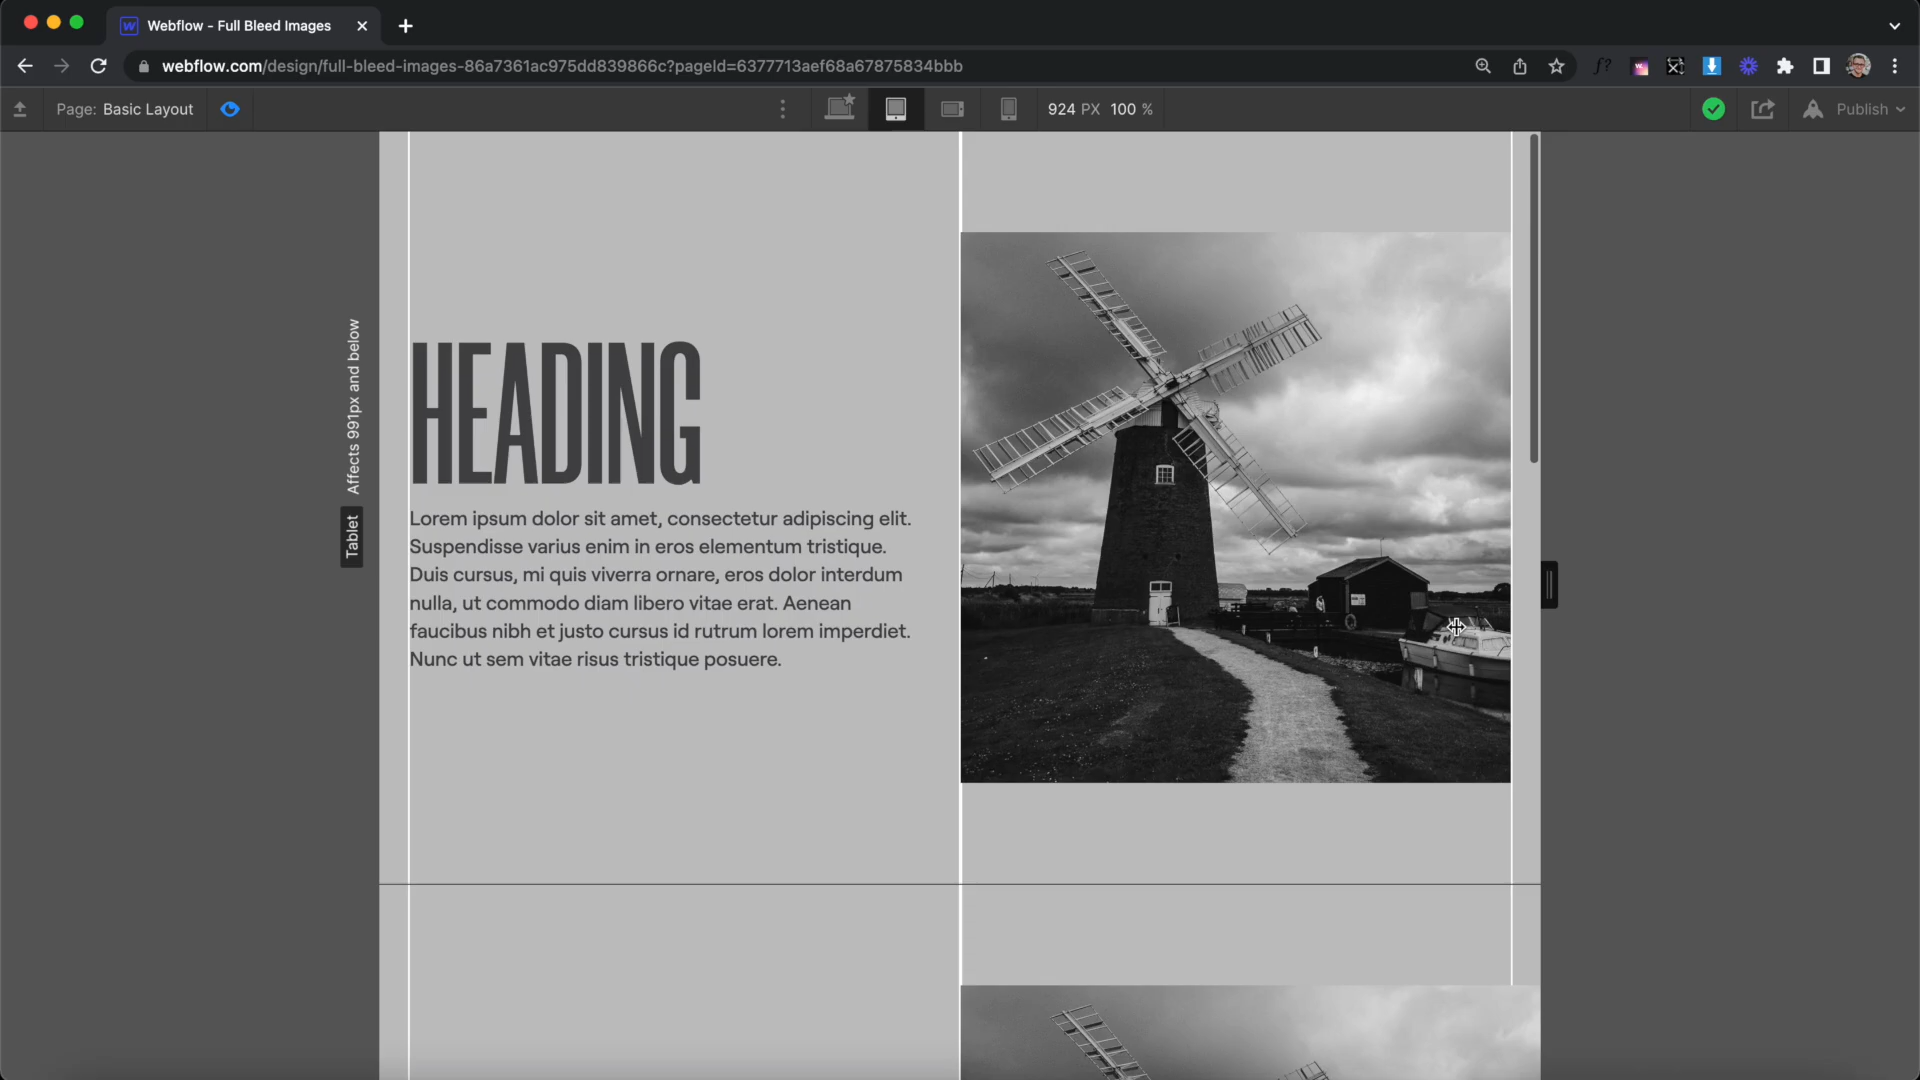 Webflow - Full Bleed Images
webflow.com/design/full-bleed-images-86a7361ac975dd839866c?pageId=6377713aef68a67875834bbb
f?
Page: Basic Layout
924 PX 100 %
Publish
Affects 991px and below
Tablet
HEADING
Lorem ipsum dolor sit amet, consectetur adipiscing elit.
Suspendisse varius enim in eros elementum tristique.
Duis cursus, mi quis viverra ornare, eros dolor interdum
nulla, ut commodo diam libero vitae erat. Aenean
faucibus nibh et justo cursus id rutrum lorem imperdiet.
Nunc ut sem vitae risus tristique posuere.